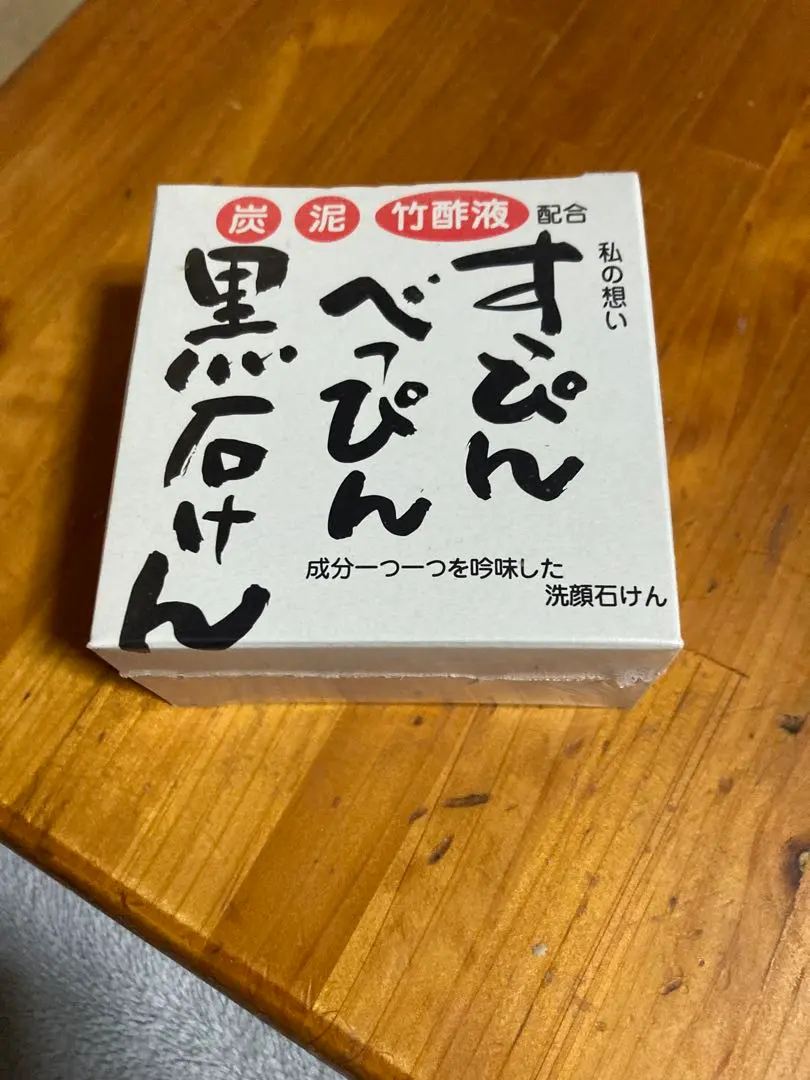 炭 泥 竹酢液 配合
私の想い
すっぴん
べっぴん
黒石けん
成分一つ一つを吟味した
洗顔石けん